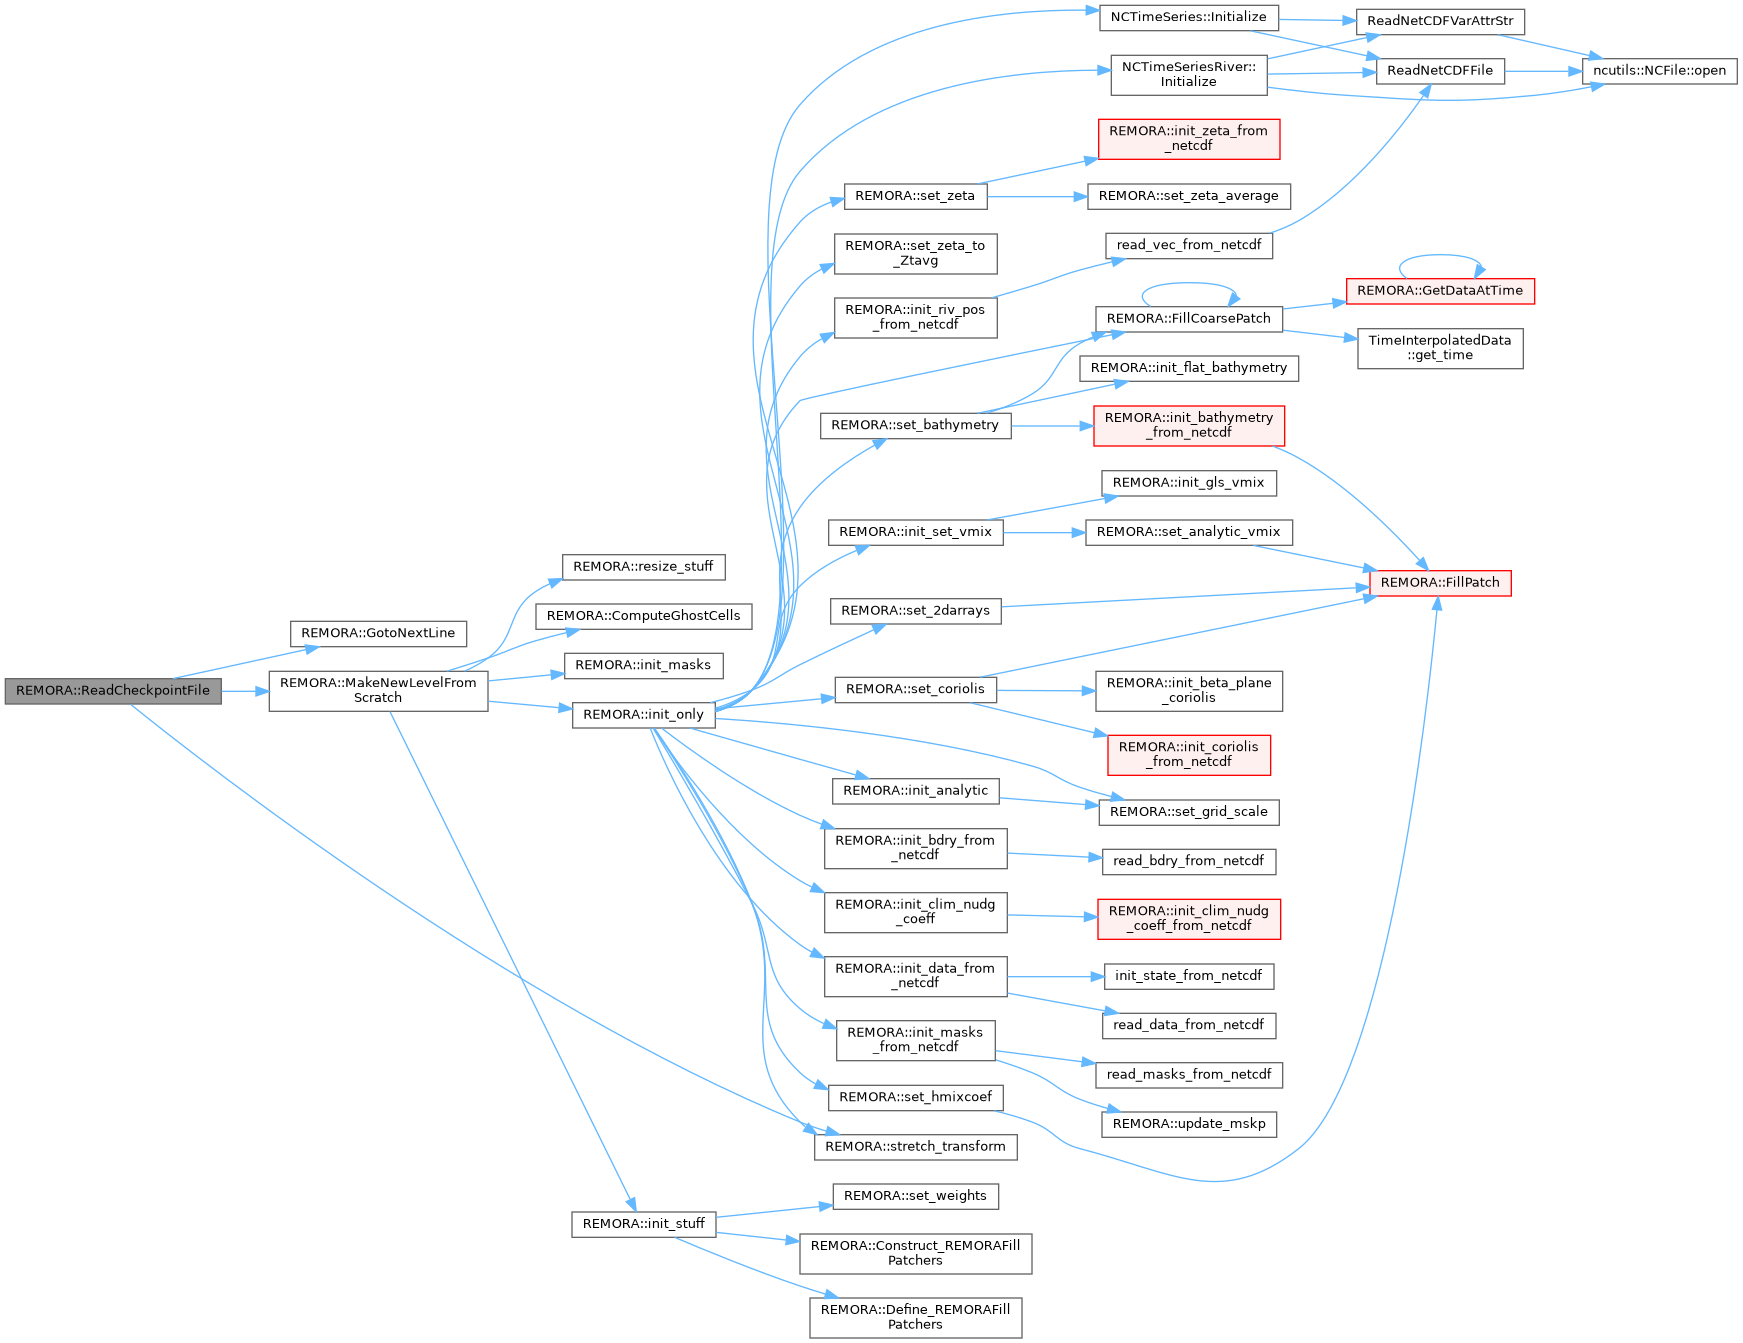 REMORA::ReadCheckpointFile
REMORA::GotoNextLine
REMORA::MakeNewLevelFrom
Scratch
REMORA::resize_stuff
REMORA::ComputeGhostCells
REMORA::init_masks
REMORA::init_only
REMORA::init_stuff
REMORA::set_zeta
REMORA::set_zeta_to
_Ztavg
REMORA::init_riv_pos
_from_netcdf
REMORA::set_bathymetry
REMORA::init_set_vmix
REMORA::set_2darrays
REMORA::set_coriolis
REMORA::init_analytic
REMORA::init_bdry_from
_netcdf
REMORA::init_clim_nudg
_coeff
REMORA::init_data_from
_netcdf
REMORA::init_masks
_from_netcdf
REMORA::set_hmixcoef
REMORA::stretch_transform
REMORA::set_weights
REMORA::Construct_REMORAFill
Patchers
REMORA::Define_REMORAFill
Patchers
NCTimeSeries::Initialize
NCTimeSeriesRiver::
Initialize
REMORA::init_zeta_from
_netcdf
REMORA::set_zeta_average
read_vec_from_netcdf
REMORA::FillCoarsePatch
REMORA::init_flat_bathymetry
REMORA::init_bathymetry
_from_netcdf
REMORA::init_gls_vmix
REMORA::set_analytic_vmix
REMORA::init_beta_plane
_coriolis
REMORA::init_coriolis
_from_netcdf
REMORA::set_grid_scale
read_bdry_from_netcdf
REMORA::init_clim_nudg
_coeff_from_netcdf
init_state_from_netcdf
read_data_from_netcdf
read_masks_from_netcdf
REMORA::update_mskp
ReadNetCDFVarAttrStr
ReadNetCDFFile
REMORA::GetDataAtTime
TimeInterpolatedData
::get_time
REMORA::FillPatch
ncutils::NCFile::open